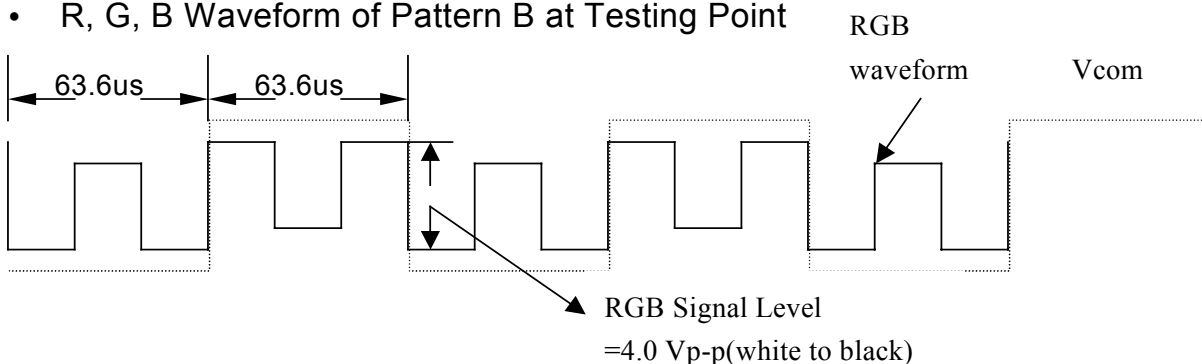 • R, G, B Waveform of Pattern B at Testing Point
RGB
waveform
Vcom
63.6us
63.6us
RGB Signal Level
=4.0 Vp-p(white to black)